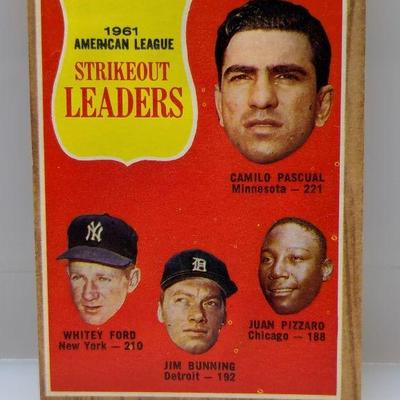 1961
AMERICAN LEAGUE
STRIKEOUT
LEADERS
CAMILO PASCUAL
Minnesota — 221
NY
WHITEY FORD
New York — 210
D
JIM BUNNING
Detroit — 192
JUAN PIZZARO
Chicago — 188